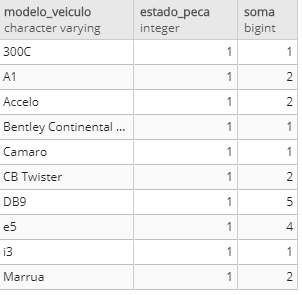 modelo_veiculo estado_peca soma
character varying integer bigint
300C 1 1
A1 1 2
Accelo 1 2
Bentley Continental ... 1 1
Camaro 1 1
CB Twister 1 2
DB9 1 5
e5 1 4
i3 1 1
Marrua 1 2